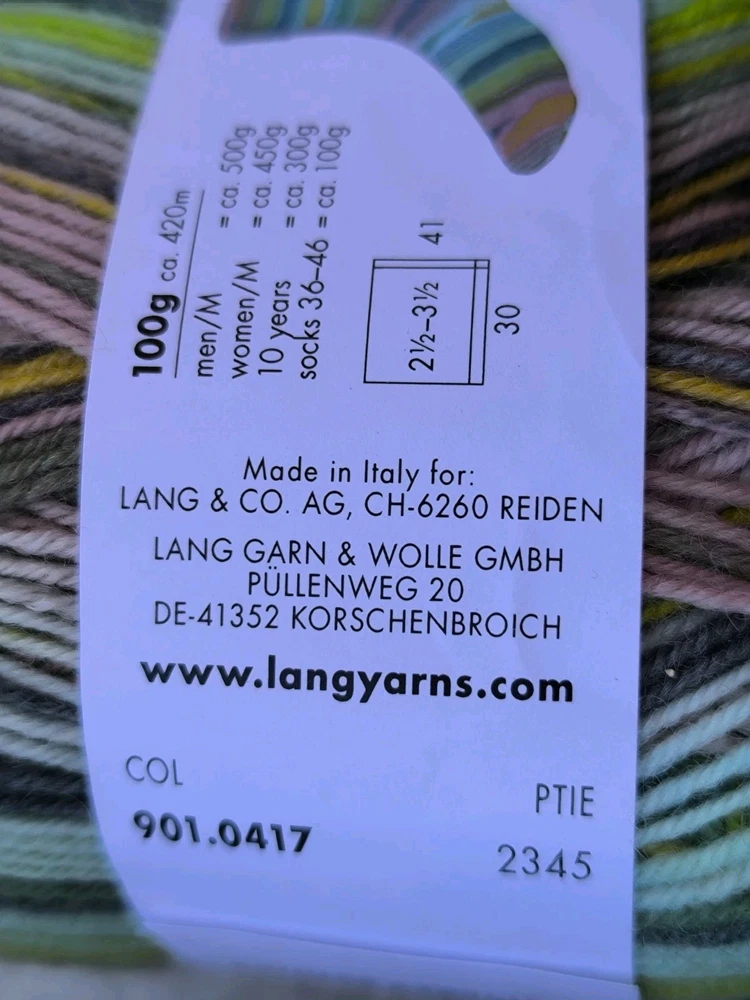 100g ca. 420m
men/M = ca. 500g
women/M = ca. 450g
10 years = ca. 300g
socks 36–46 = ca. 100g
41
2½–3½
30
Made in Italy for:
LANG & CO. AG, CH-6260 REIDEN
LANG GARN & WOLLE GMBH
PÜLLENWEG 20
DE-41352 KORSCHENBROICH
www.langyarns.com
COL
901.0417
PTIE
2345